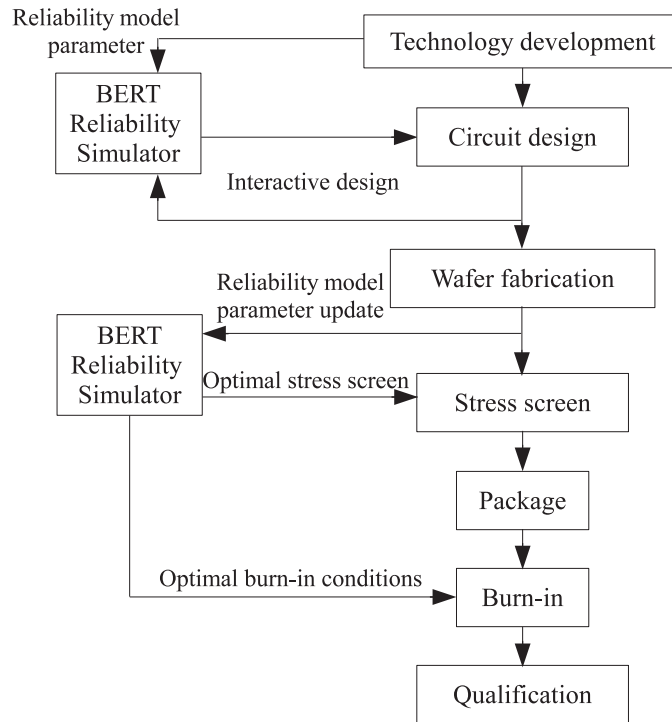 Reliability model
parameter
Technology development
BERT
Reliability
Simulator
Circuit design
Interactive design
Wafer fabrication
Reliability model
parameter update
BERT
Reliability
Simulator
Optimal stress screen
Stress screen
Package
Optimal burn-in conditions
Burn-in
Qualification